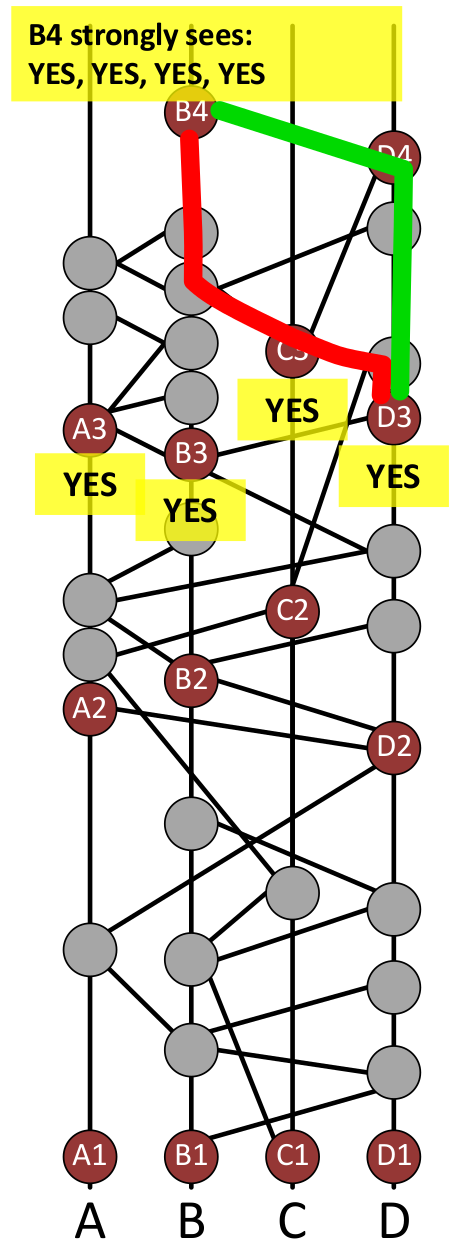 B4 strongly sees:
YES, YES, YES, YES
B4
D4
C3
YES
A3
D3
B3
YES
YES
YES
C2
B2
A2
D2
A1 B1 C1 D1
A B C D